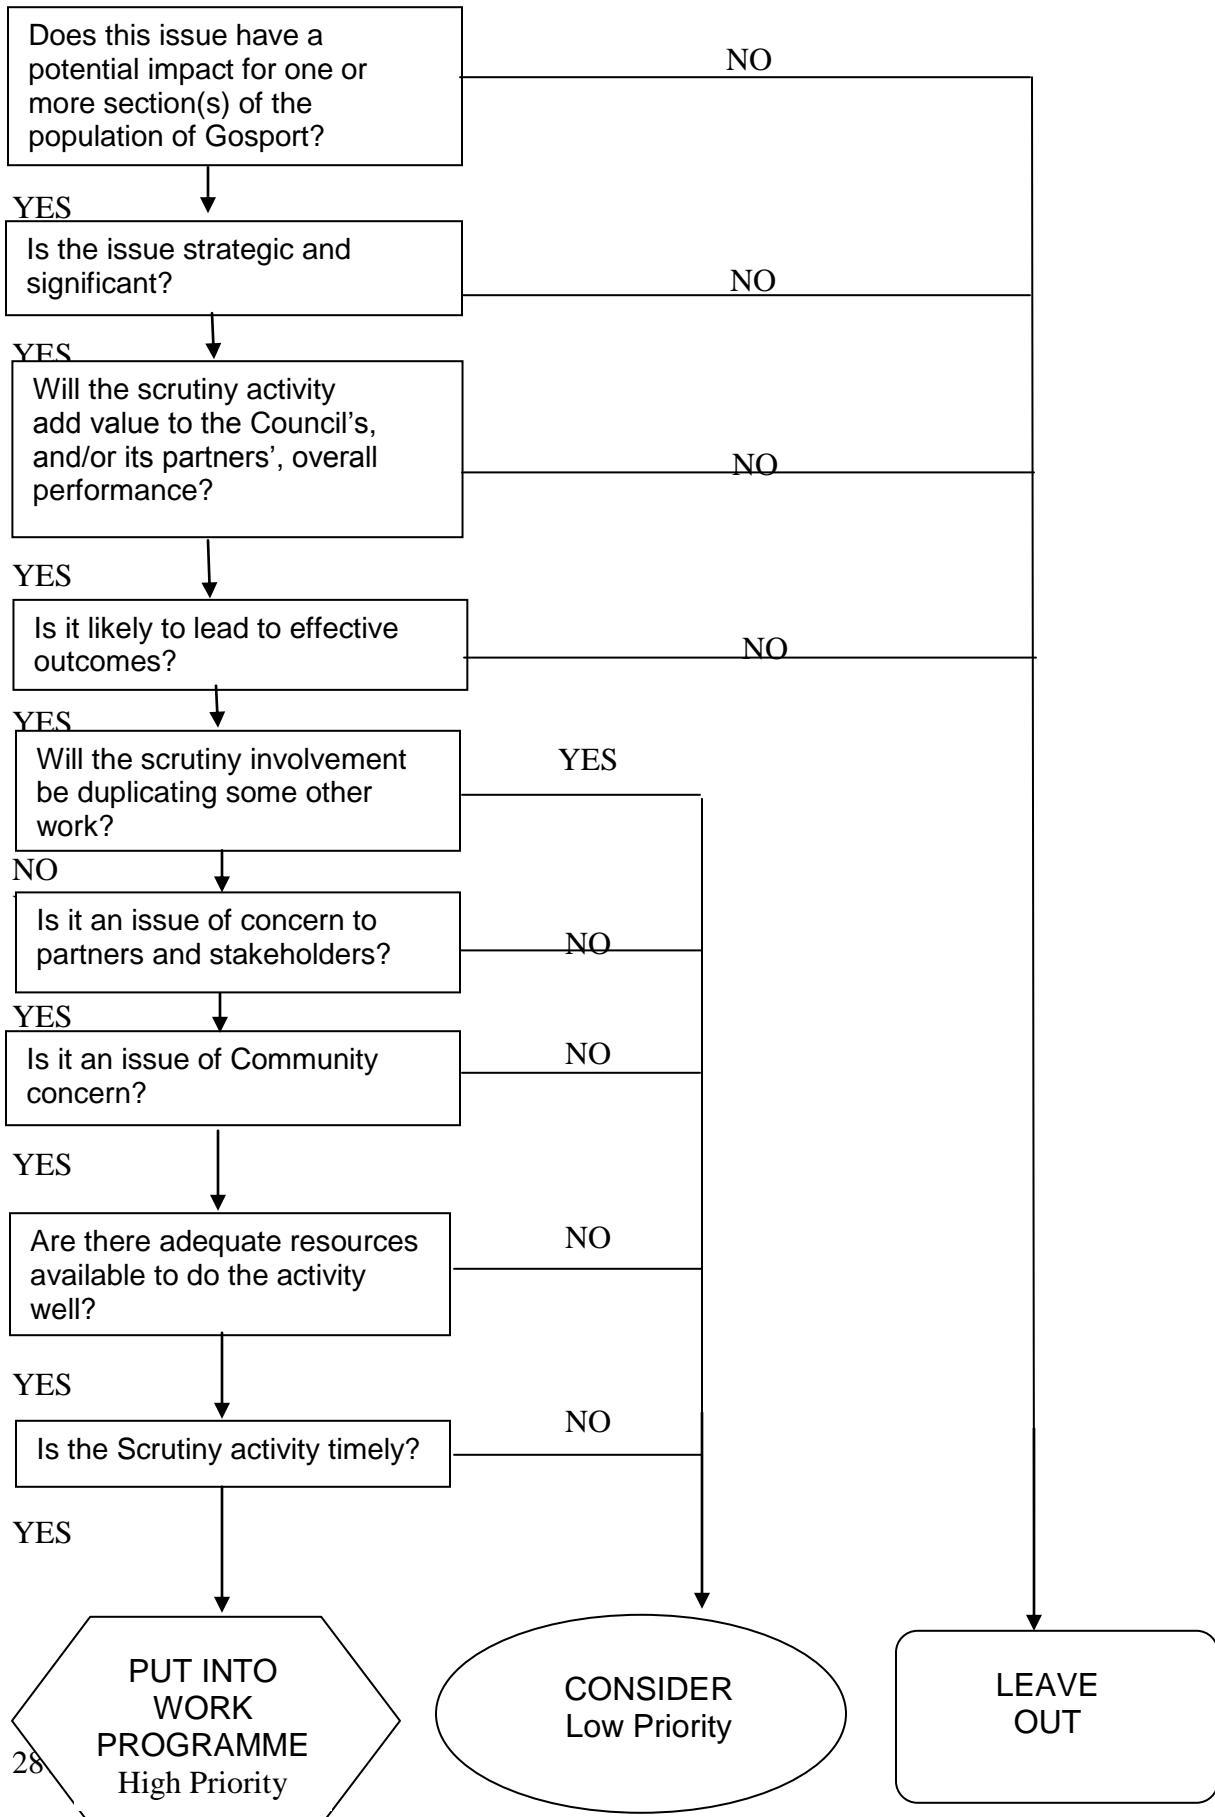 Does this issue have a
potential impact for one or
more section(s) of the
population of Gosport?
NO
YES
Is the issue strategic and
significant?
NO
YES
Will the scrutiny activity
add value to the Council’s,
and/or its partners’, overall
performance?
NO
YES
Is it likely to lead to effective
outcomes?
NO
YES
Will the scrutiny involvement
be duplicating some other
work?
YES
NO
Is it an issue of concern to
partners and stakeholders?
NO
YES
Is it an issue of Community
concern?
NO
YES
Are there adequate resources
available to do the activity
well?
NO
YES
Is the Scrutiny activity timely?
NO
YES
PUT INTO
WORK
PROGRAMME
High Priority
CONSIDER
Low Priority
LEAVE
OUT
28